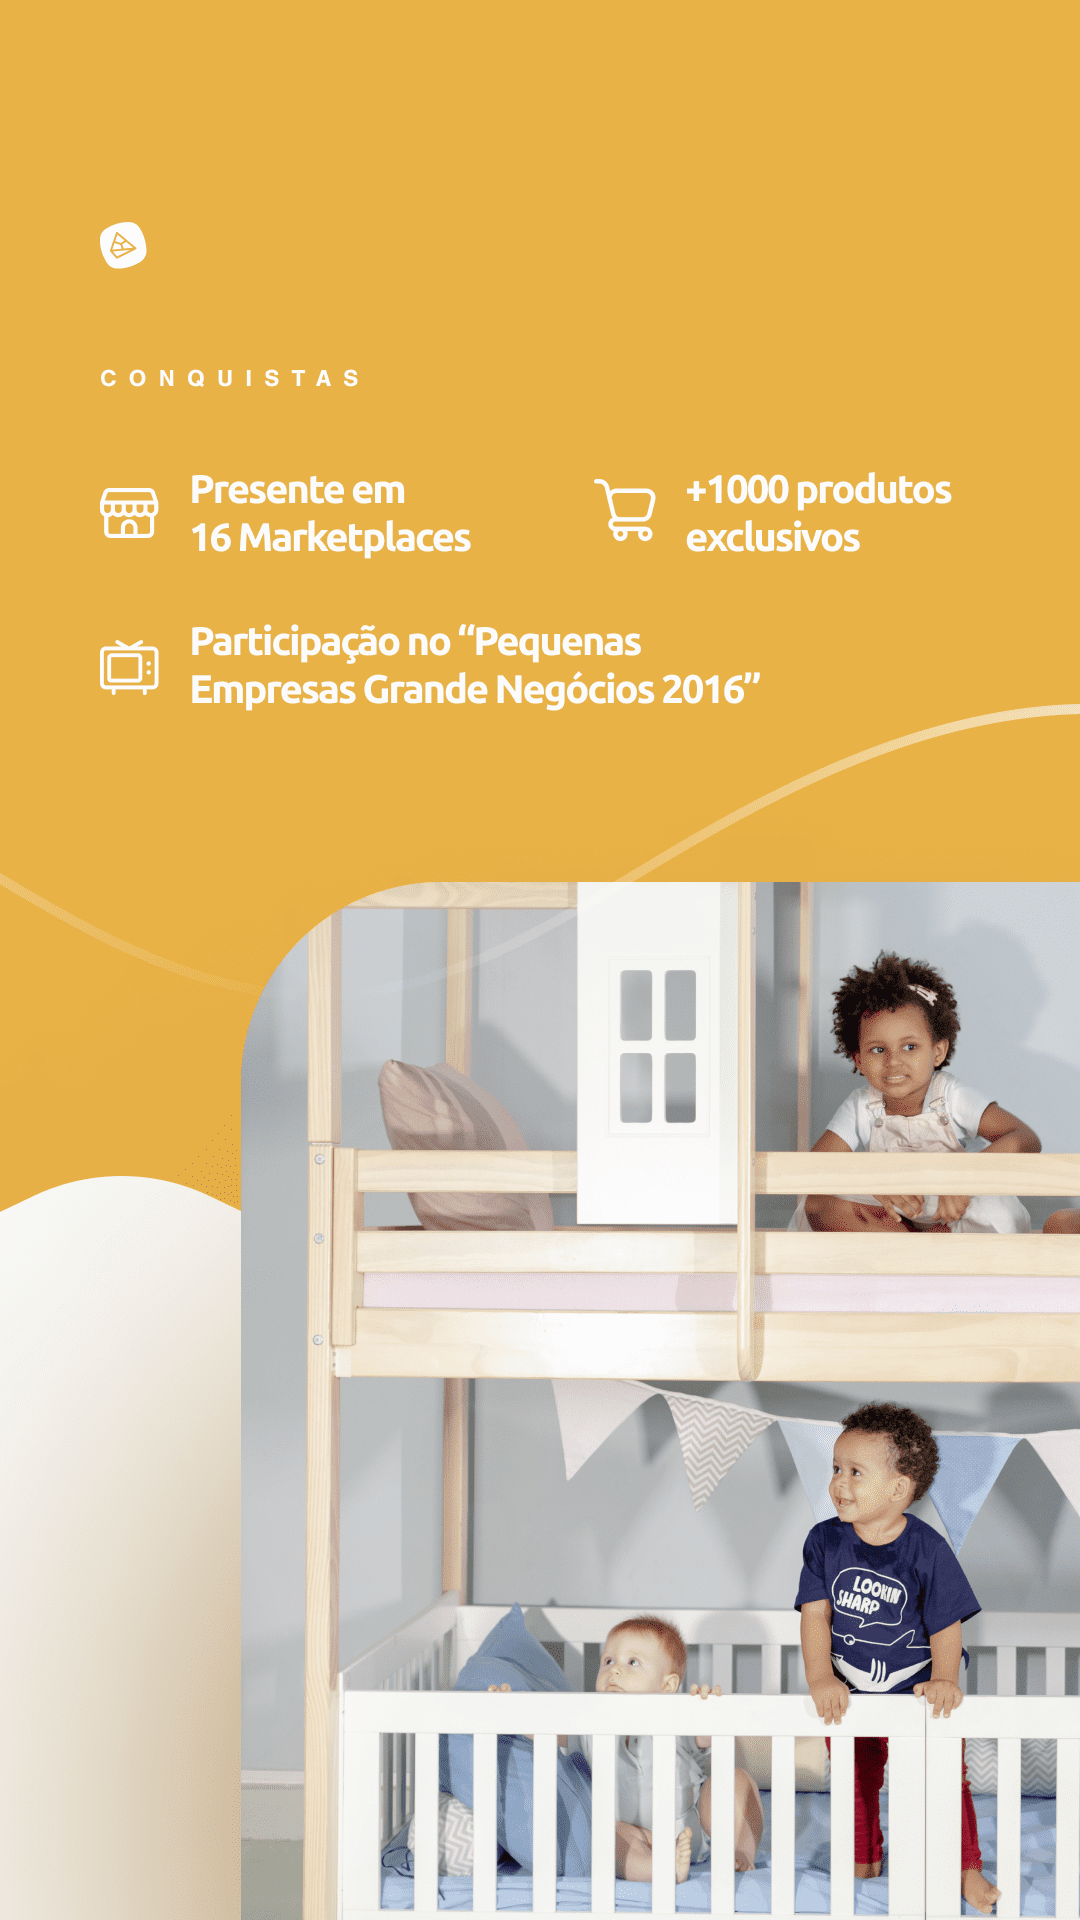 CONQUISTAS
Presente em
16 Marketplaces
+1000 produtos
exclusivos
Participação no “Pequenas
Empresas Grande Negócios 2016”
LOOKIN
SHARP